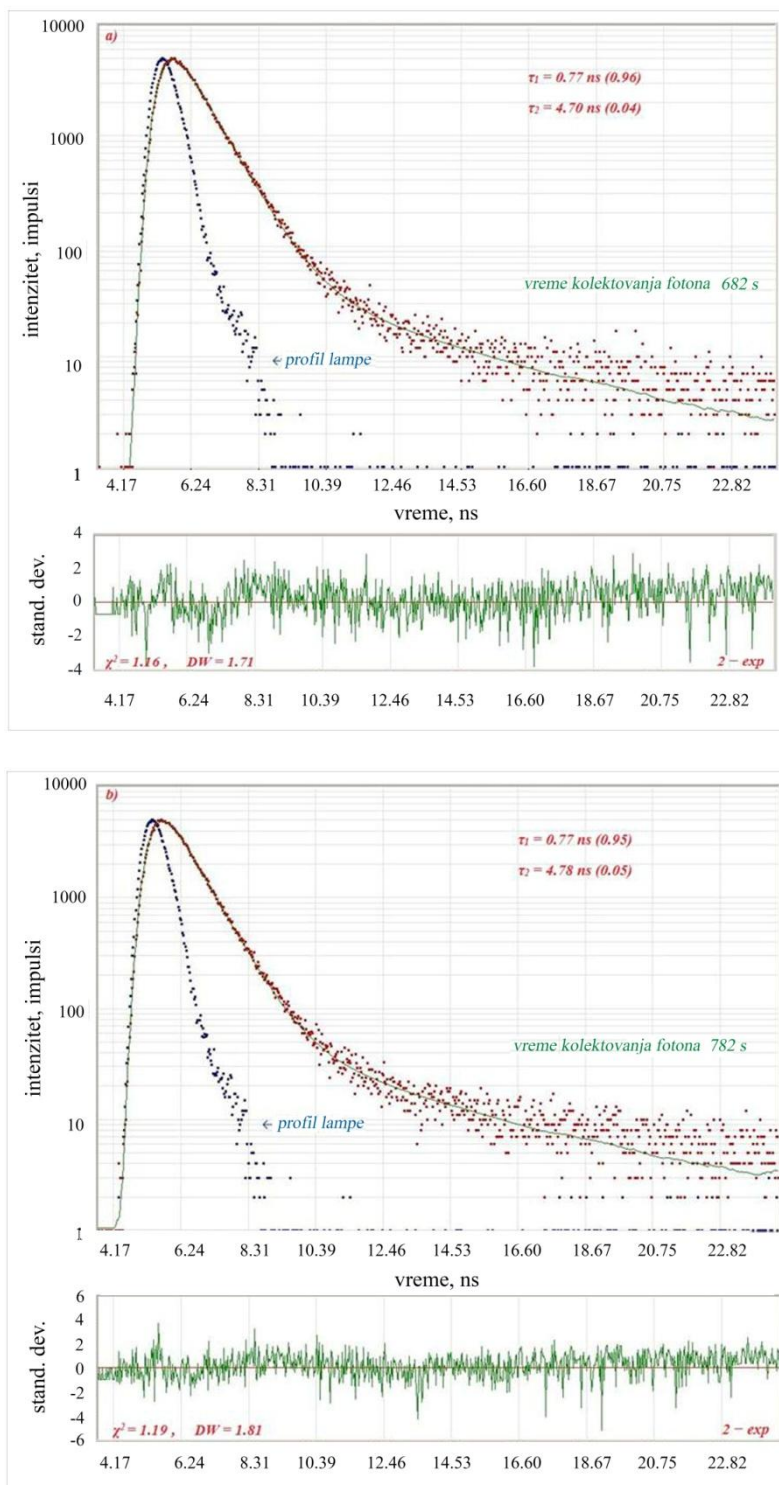 10000
a)
τ1 = 0.77 ns (0.96)
τ2 = 4.70 ns (0.04)
1000
intenzitet, impulsi
100
vreme kolektovanja fotona 682 s
10
← profil lampe
1
4.17 6.24 8.31 10.39 12.46 14.53 16.60 18.67 20.75 22.82
vreme, ns
4
2
stand. dev.
0
-2
χ² = 1.16 , DW = 1.71 2 – exp
-4
4.17 6.24 8.31 10.39 12.46 14.53 16.60 18.67 20.75 22.82
10000
b)
τ1 = 0.77 ns (0.95)
τ2 = 4.78 ns (0.05)
1000
intenzitet, impulsi
100
vreme kolektovanja fotona 782 s
10
← profil lampe
1
4.17 6.24 8.31 10.39 12.46 14.53 16.60 18.67 20.75 22.82
vreme, ns
6
4
2
stand. dev.
0
-2
-4
χ² = 1.19 , DW = 1.81 2 – exp
-6
4.17 6.24 8.31 10.39 12.46 14.53 16.60 18.67 20.75 22.82